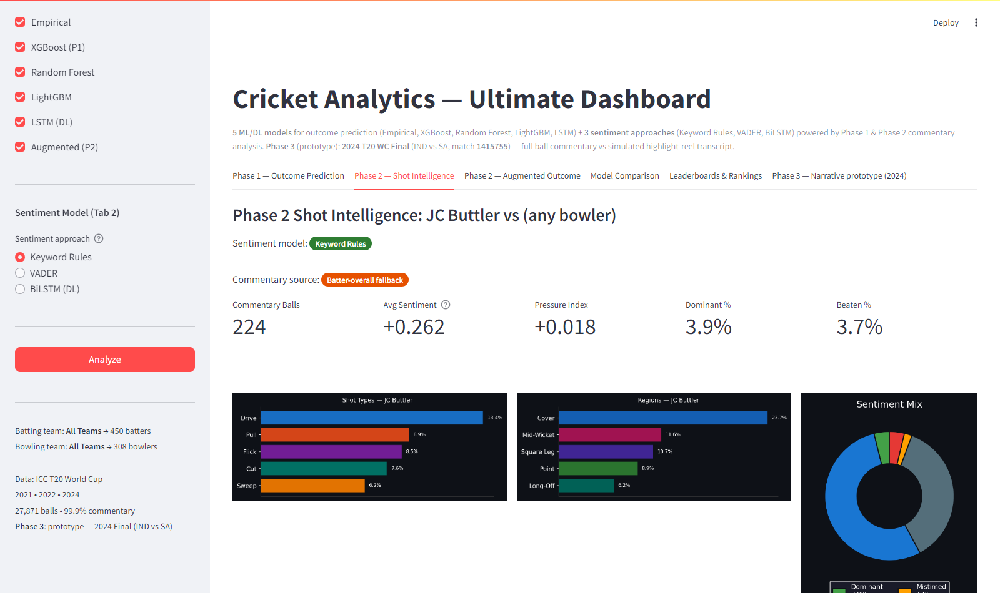 Empirical
XGBoost (P1)
Random Forest
LightGBM
LSTM (DL)
Augmented (P2)
Sentiment Model (Tab 2)
Sentiment approach
Keyword Rules
VADER
BiLSTM (DL)
Analyze
Batting team: All Teams → 450 batters
Bowling team: All Teams → 308 bowlers
Data: ICC T20 World Cup
2021 • 2022 • 2024
27,871 balls • 99.9% commentary
Phase 3: prototype — 2024 Final (IND vs SA)
Deploy
Cricket Analytics — Ultimate Dashboard
5 ML/DL models for outcome prediction (Empirical, XGBoost, Random Forest, LightGBM, LSTM) + 3 sentiment approaches (Keyword Rules, VADER, BiLSTM) powered by Phase 1 & Phase 2 commentary
analysis. Phase 3 (prototype): 2024 T20 WC Final (IND vs SA, match 1415755) — full ball commentary vs simulated highlight-reel transcript.
Phase 1 — Outcome Prediction Phase 2 — Shot Intelligence Phase 2 — Augmented Outcome Model Comparison Leaderboards & Rankings Phase 3 — Narrative prototype (2024)
Phase 2 Shot Intelligence: JC Buttler vs (any bowler)
Sentiment model: Keyword Rules
Commentary source: Batter-overall fallback
Commentary Balls Avg Sentiment Pressure Index Dominant % Beaten %
224 +0.262 +0.018 3.9% 3.7%
Shot Types — JC Buttler
Drive 13.4%
Pull 8.9%
Flick 8.5%
Cut 7.6%
Sweep 6.2%
Regions — JC Buttler
Cover 23.7%
Mid-Wicket 11.6%
Square Leg 10.7%
Point 8.9%
Long-Off 6.2%
Sentiment Mix
Dominant Mistimed